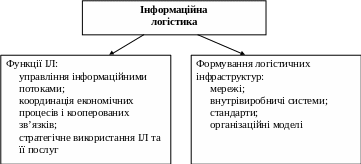 Інформаційна
логістика
Функції ІЛ:
управління інформаційними
потоками;
координація економічних
процесів і кооперованих
зв’язків;
стратегічне використання ІЛ та
її послуг
Формування логістичних
інфраструктур:
мережі;
внутрівиробничі системи;
стандарти;
організаційні моделі